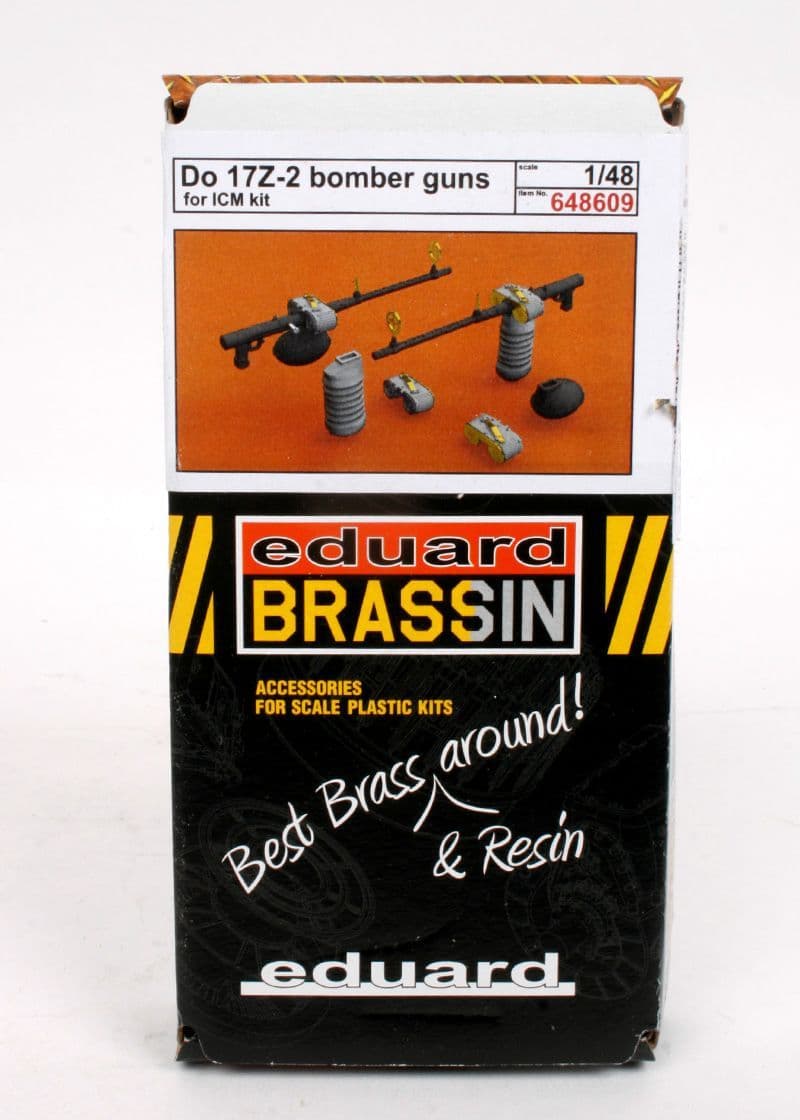 Do 17Z-2 bomber guns
for ICM kit
scale
1/48
Item No.
648609
eduard
BRASSIN
ACCESSORIES
FOR SCALE PLASTIC KITS
Best Brass around!
& Resin
eduard